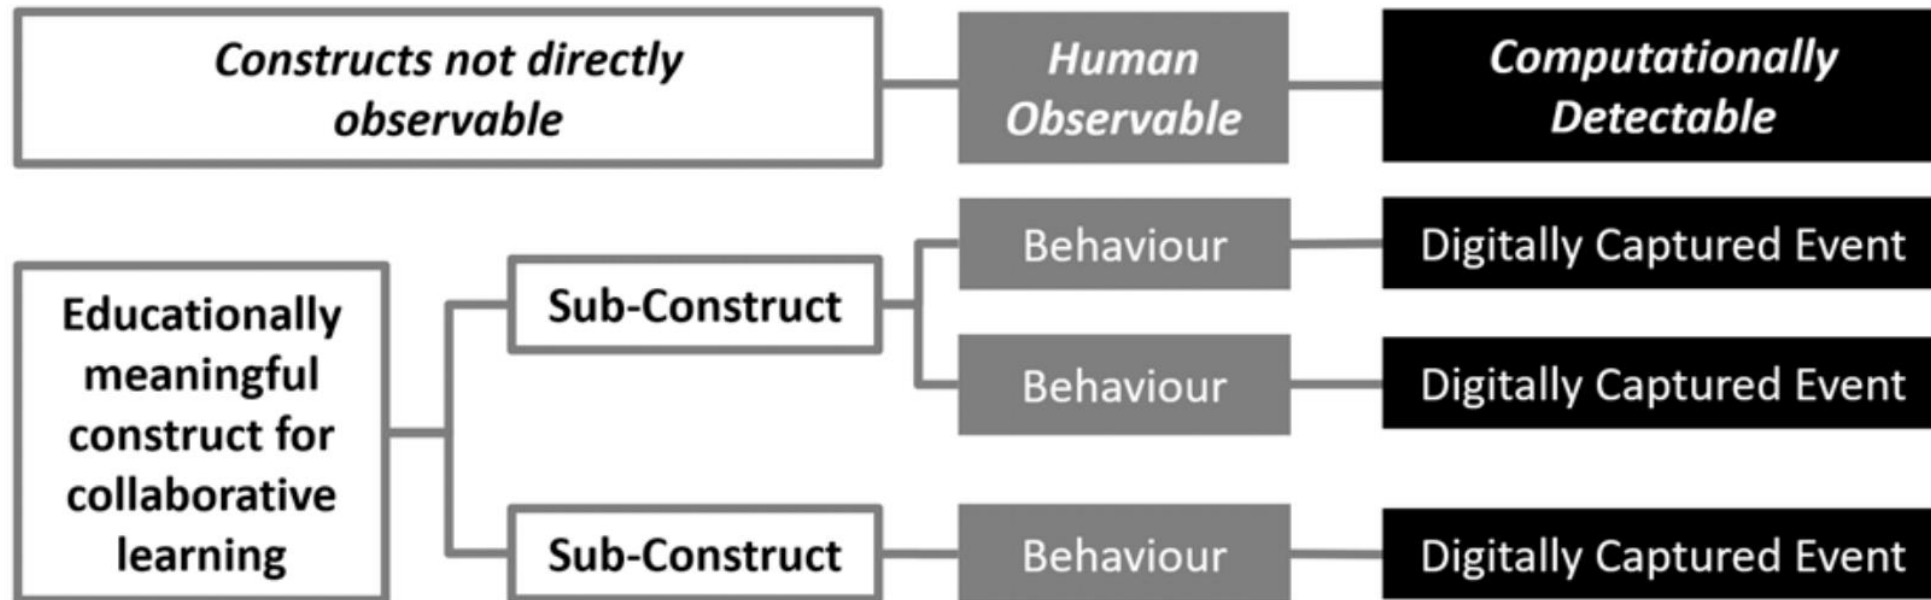 Constructs not directly
observable
Human
Observable
Computationally
Detectable
Educationally
meaningful
construct for
collaborative
learning
Sub-Construct
Behaviour
Digitally Captured Event
Behaviour
Digitally Captured Event
Sub-Construct
Behaviour
Digitally Captured Event